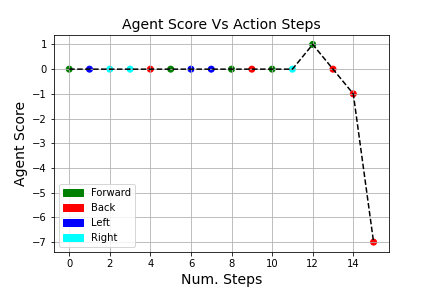 Agent Score Vs Action Steps
1
0
−1
−2
−3
−4
−5
−6
−7
Agent Score
Forward
Back
Left
Right
0 2 4 6 8 10 12 14
Num. Steps